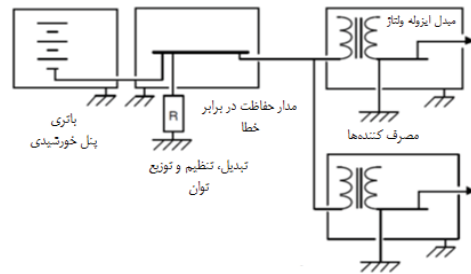 مبدل ایزوله ولتاژ
باتری
پنل خورشیدی
R
مدار حفاظت در برابر
خطا
تبدیل، تنظیم و توزیع
توان
مصرف کننده‌ها